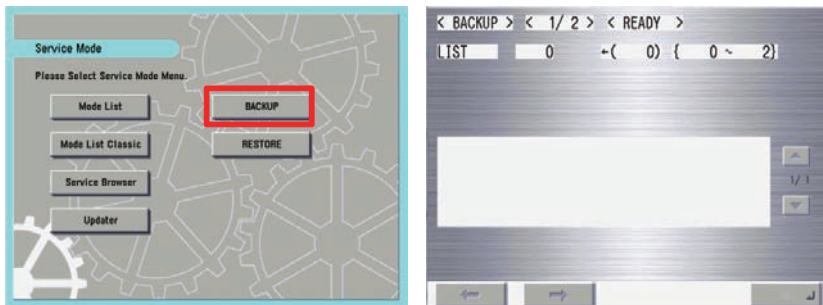 Service Mode
Please Select Service Mode Menu.
Mode List
BACKUP
Mode List Classic
RESTORE
Service Browser
Updater
< BACKUP > < 1/ 2 > < READY >
LIST 0 ←( 0) { 0 ~ 2}
1/ 1